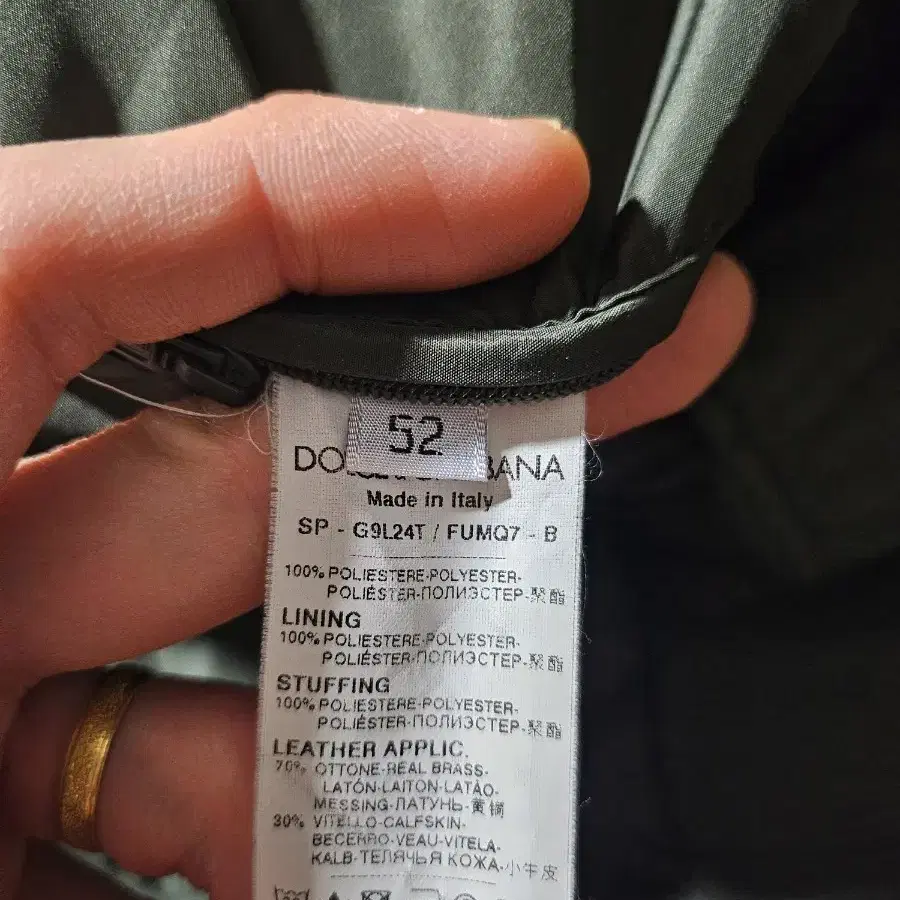 52
DOLCE & GABBANA
Made in Italy
SP - G9L24T / FUMQ7 - B
100% POLIESTERE-POLYESTER-
POLIÉSTER-ПОЛИЭСТЕР-聚酯
LINING
100% POLIESTERE-POLYESTER-
POLIÉSTER-ПОЛИЭСТЕР-聚酯
STUFFING
100% POLIESTERE-POLYESTER-
POLIÉSTER-ПОЛИЭСТЕР-聚酯
LEATHER APPLIC.
70% OTTONE-REAL BRASS-
LATÓN-LAITON-LATÃO-
MESSING-ЛАТУНЬ-黄铜
30% VITELLO-CALFSKIN-
BECERRO-VEAU-VITELA-
KALB-ТЕЛЯЧЬЯ КОЖА-小牛皮